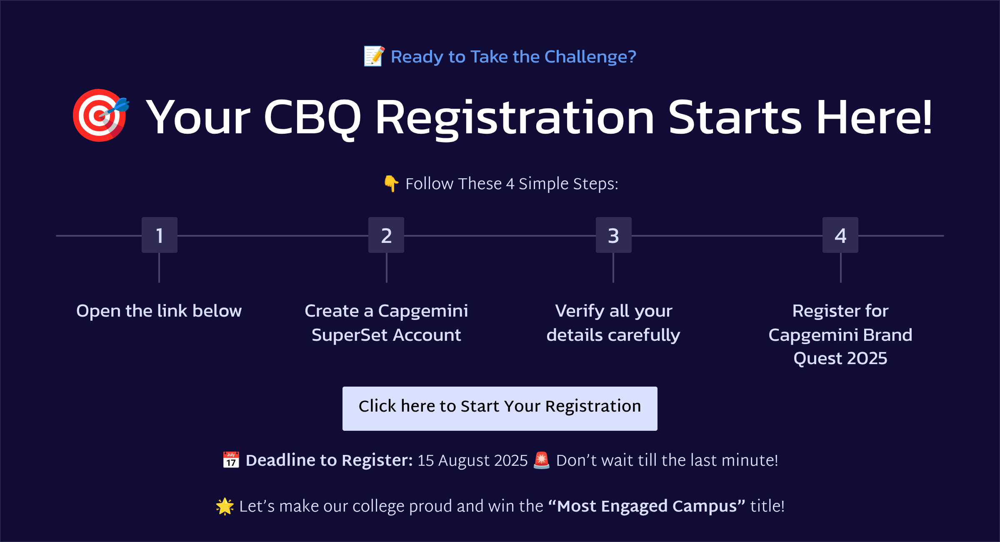 📝 Ready to Take the Challenge?
🎯 Your CBQ Registration Starts Here!
👇 Follow These 4 Simple Steps:
1
Open the link below
2
Create a Capgemini
SuperSet Account
3
Verify all your
details carefully
4
Register for
Capgemini Brand
Quest 2025
Click here to Start Your Registration
📅 Deadline to Register: 15 August 2025 🚨 Don’t wait till the last minute!
🌟 Let’s make our college proud and win the “Most Engaged Campus” title!